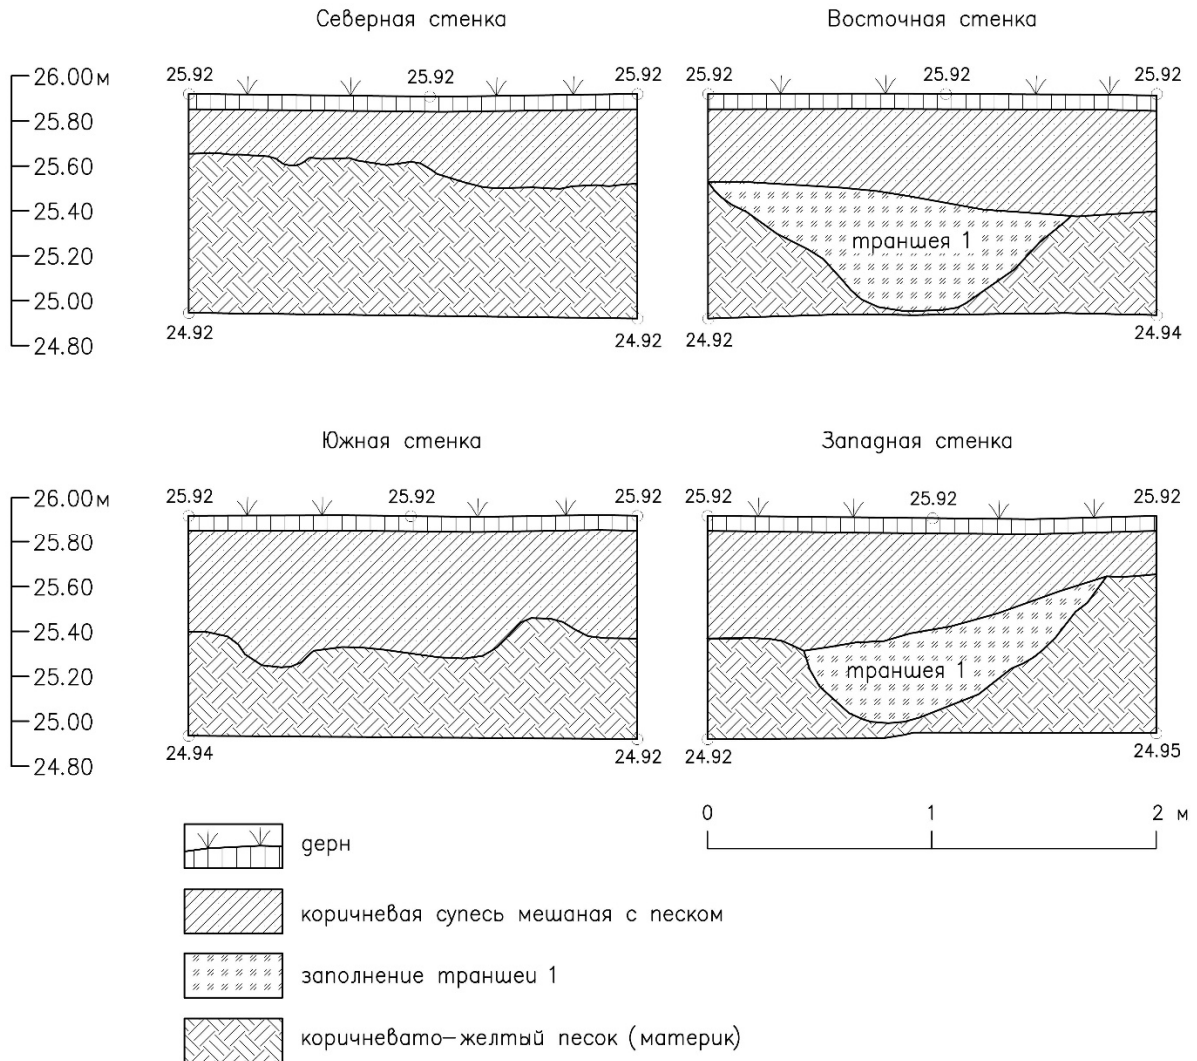 Северная стенка
Восточная стенка
26.00м
25.80
25.60
25.40
25.20
25.00
24.80
25.92 25.92 25.92
24.92 24.92
25.92 25.92 25.92
траншея 1
24.92 24.94
Южная стенка
Западная стенка
26.00м
25.80
25.60
25.40
25.20
25.00
24.80
25.92 25.92 25.92
24.94 24.92
25.92 25.92 25.92
траншея 1
24.92 24.95
0 1 2 м
дерн
коричневая супесь мешаная с песком
заполнение траншеи 1
коричневато-желтый песок (материк)